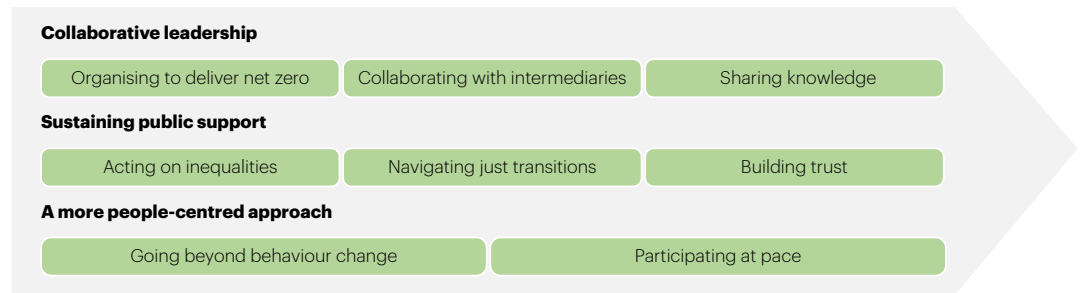 Collaborative leadership
Organising to deliver net zero
Collaborating with intermediaries
Sharing knowledge
Sustaining public support
Acting on inequalities
Navigating just transitions
Building trust
A more people-centred approach
Going beyond behaviour change
Participating at pace